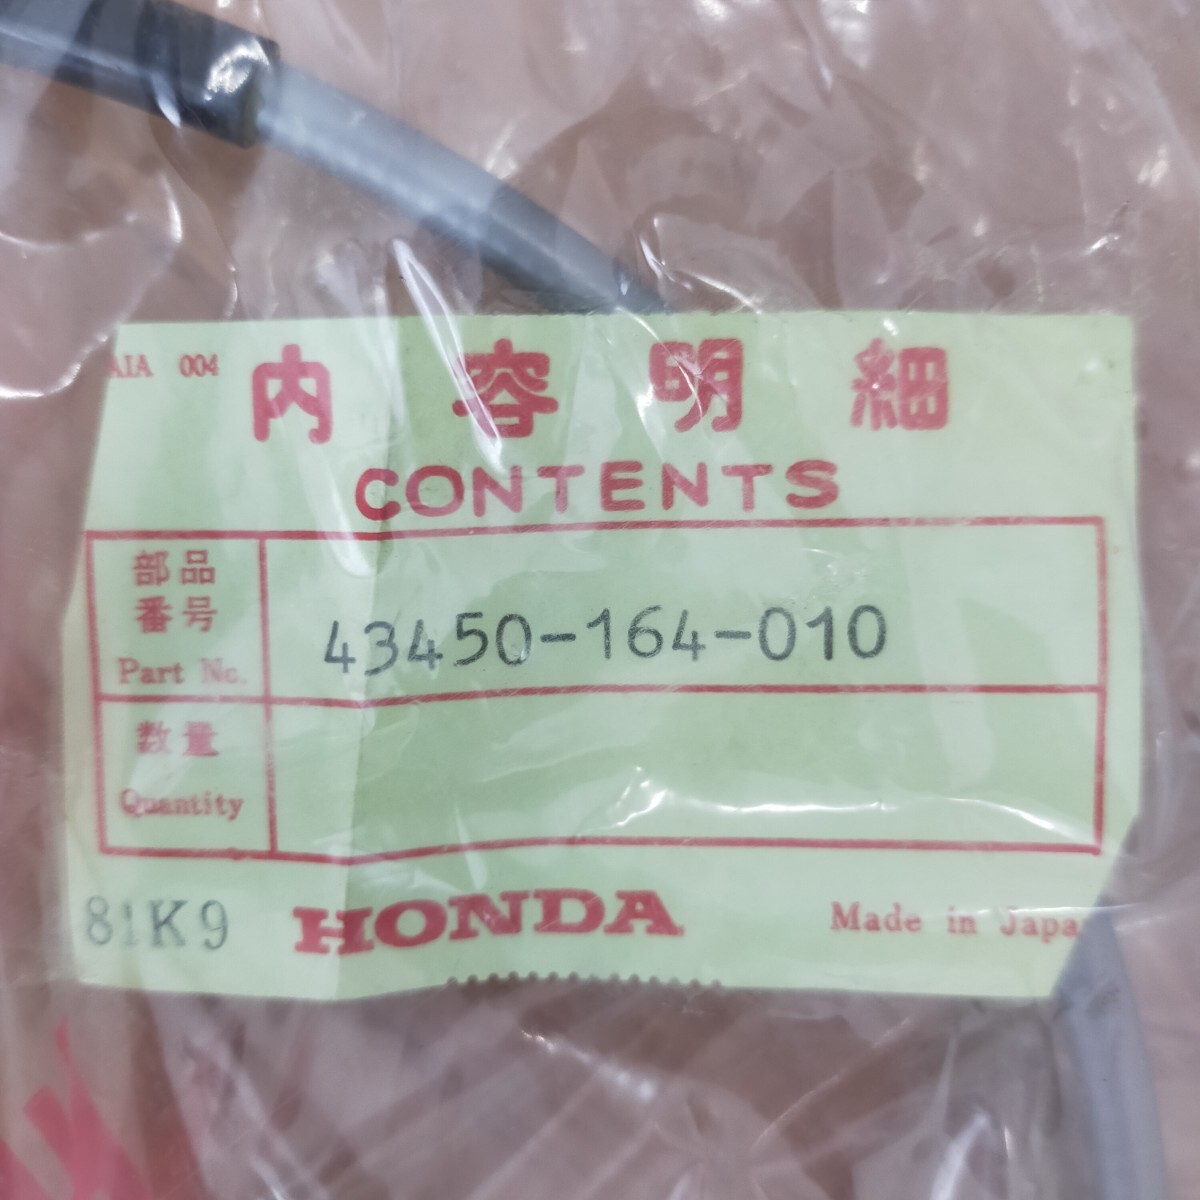 AIA 004
内容明細
CONTENTS
部品
番号
Part No.
43450-164-010
数量
Quantity
81K9
HONDA
Made in Japa